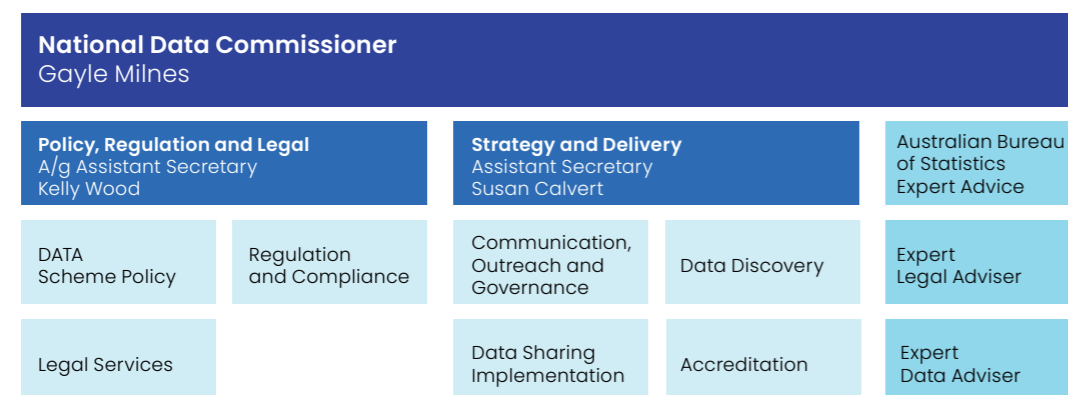 National Data Commissioner
Gayle Milnes
Policy, Regulation and Legal
A/g Assistant Secretary
Kelly Wood
Strategy and Delivery
Assistant Secretary
Susan Calvert
Australian Bureau
of Statistics
Expert Advice
DATA
Scheme Policy
Regulation
and Compliance
Communication,
Outreach and
Governance
Data Discovery
Expert
Legal Adviser
Legal Services
Data Sharing
Implementation
Accreditation
Expert
Data Adviser